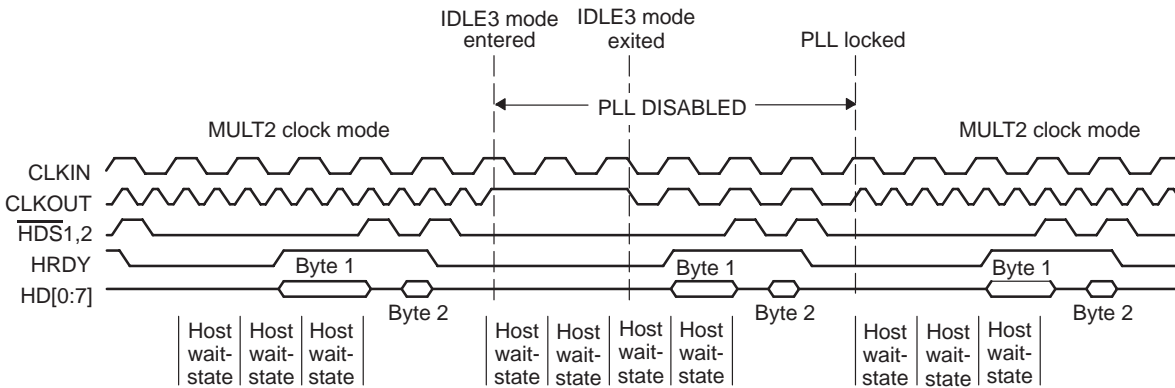 IDLE3 mode entered
IDLE3 mode exited
PLL locked
PLL DISABLED
MULT2 clock mode
MULT2 clock mode
CLKIN
CLKOUT
HDS1,2
HRDY
Byte 1
Byte 1
Byte 1
HD[0:7]
Byte 2
Byte 2
Byte 2
Host wait-state
Host wait-state
Host wait-state
Host wait-state
Host wait-state
Host wait-state
Host wait-state
Host wait-state
Host wait-state
Host wait-state